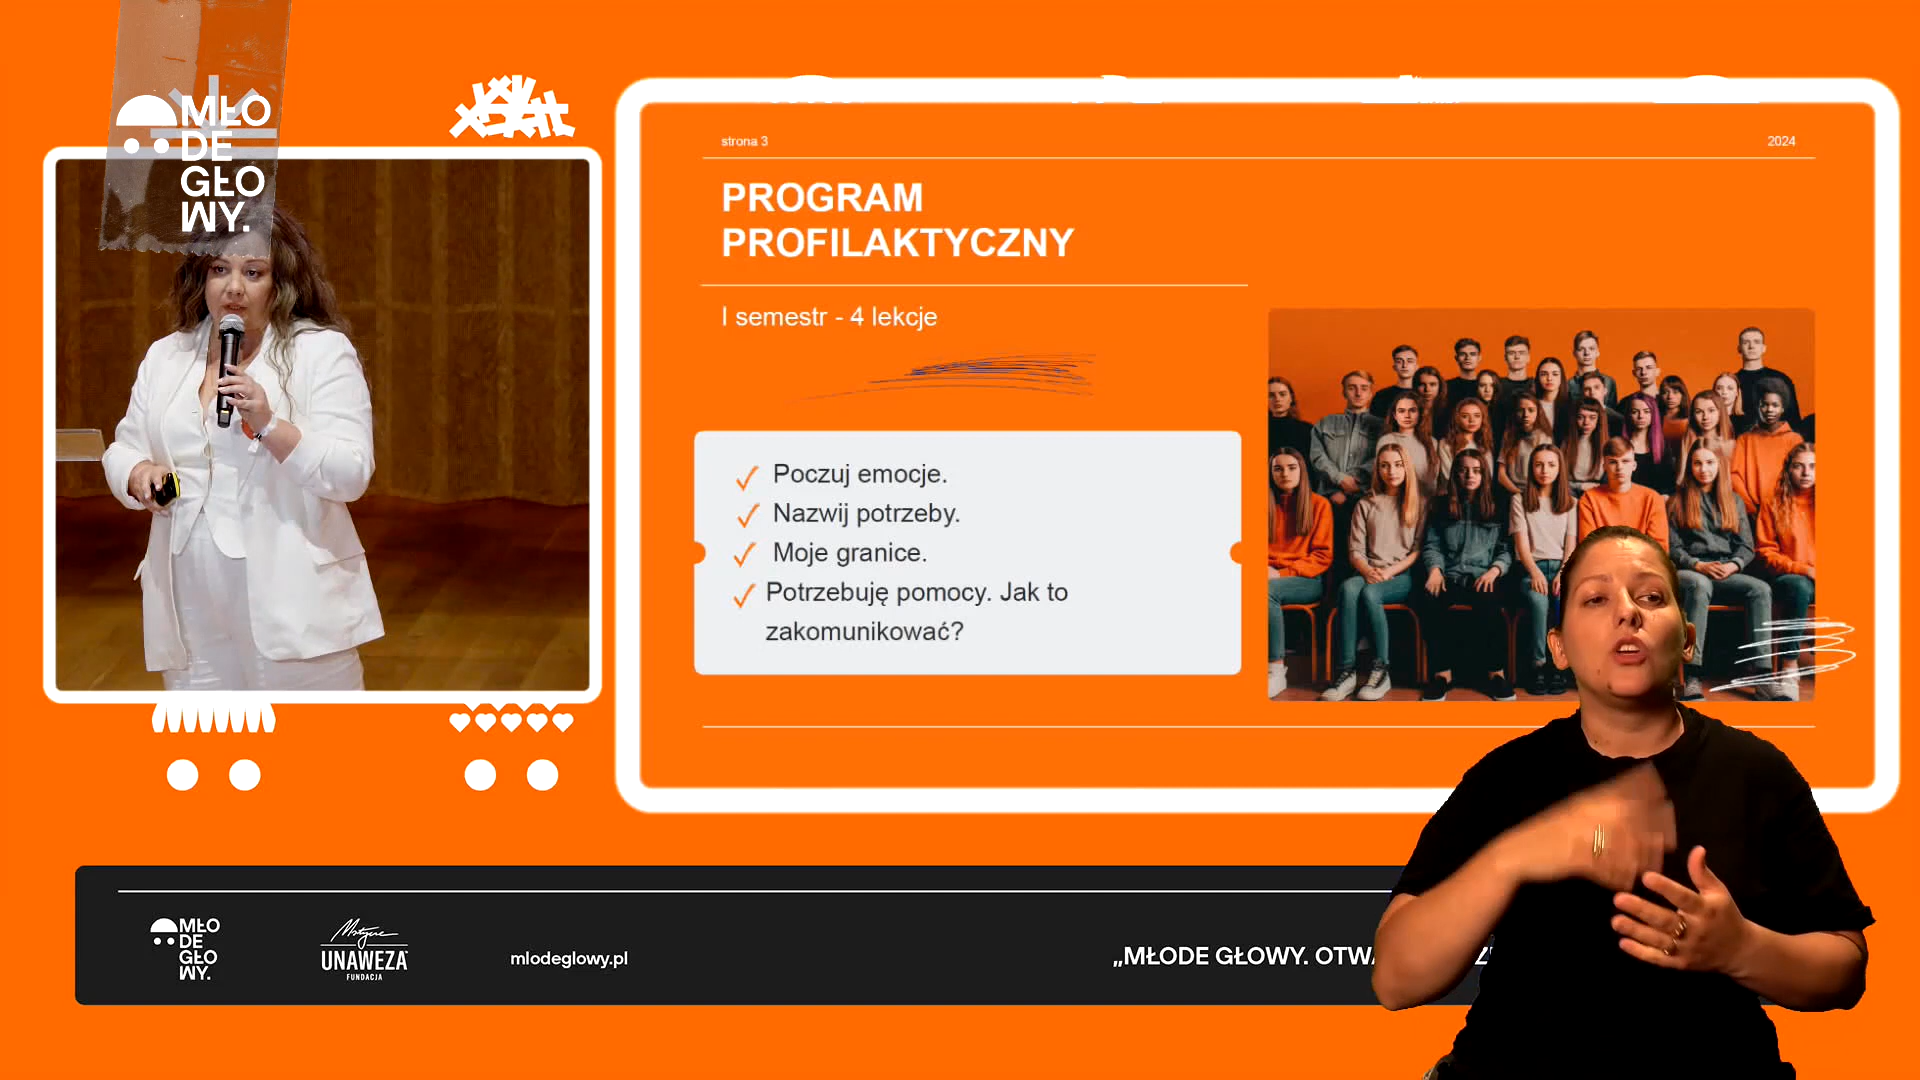 MŁO
DE
GŁO
WY.
strona 3
2024
PROGRAM
PROFILAKTYCZNY
I semestr - 4 lekcje
Poczuj emocje.
Nazwij potrzeby.
Moje granice.
Potrzebuję pomocy. Jak to
zakomunikować?
MŁO
DE
GŁO
WY.
UNAWEZA
FUNDACJA
mlodeglowy.pl
„MŁODE GŁOWY.